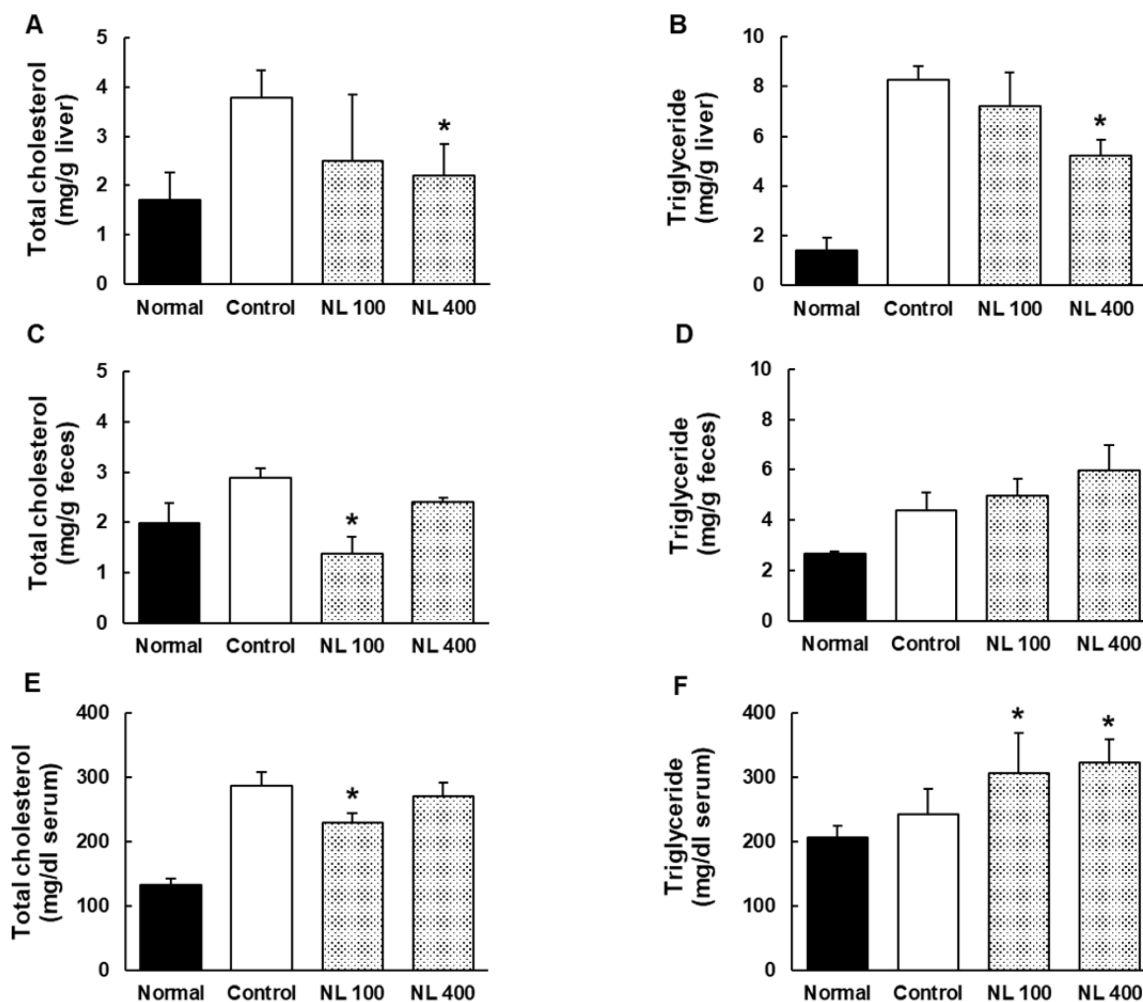 A
Total cholesterol
(mg/g liver)
5
4
3
2
1
0
*
Normal Control NL 100 NL 400
B
Triglyceride
(mg/g liver)
10
8
6
4
2
0
*
Normal Control NL 100 NL 400
C
Total cholesterol
(mg/g feces)
5
4
3
2
1
0
*
Normal Control NL 100 NL 400
D
Triglyceride
(mg/g feces)
10
8
6
4
2
0
Normal Control NL 100 NL 400
E
Total cholesterol
(mg/dl serum)
400
300
200
100
0
*
Normal Control NL 100 NL 400
F
Triglyceride
(mg/dl serum)
400
300
200
100
0
* *
Normal Control NL 100 NL 400